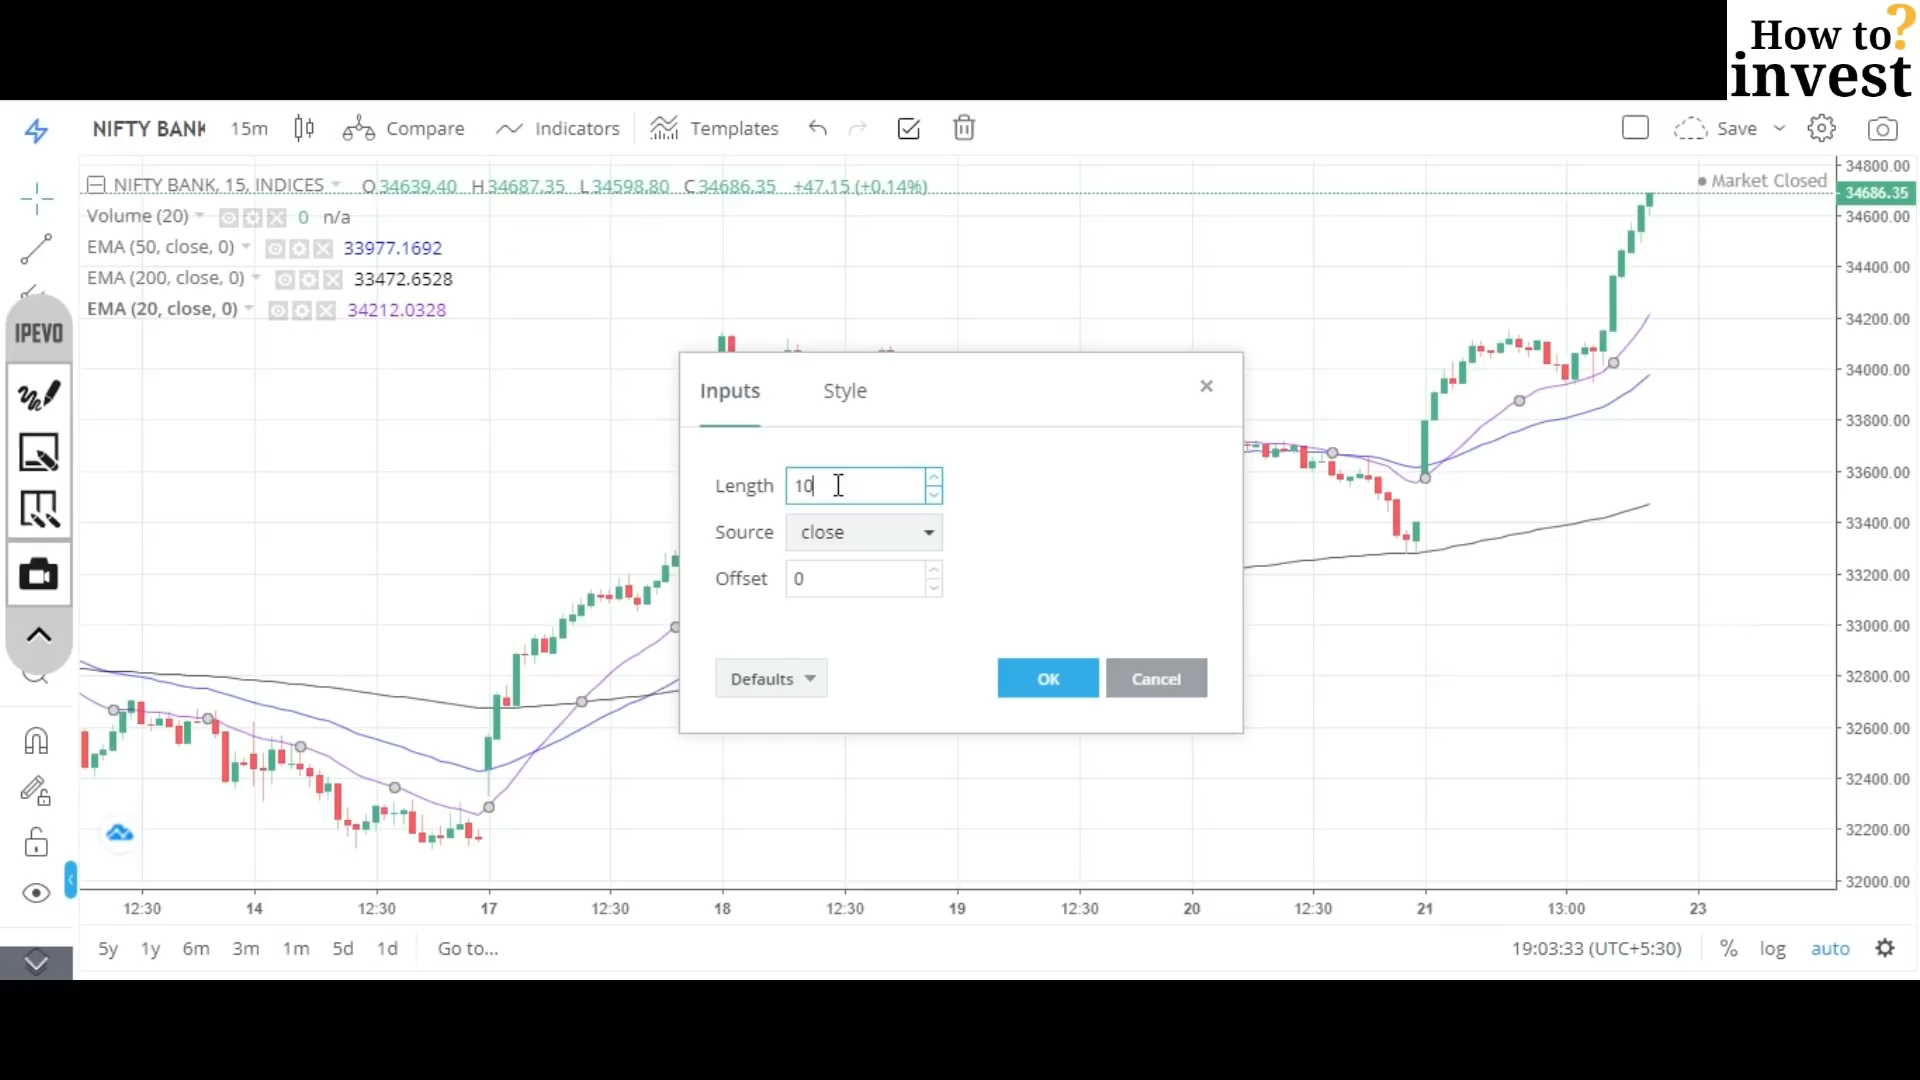 How to?
invest
NIFTY BANK 15m Compare Indicators Templates Save
NIFTY BANK, 15, INDICES O34639.40 H34687.35 L34598.80 C34686.35 +47.15 (+0.14%)
Market Closed
Volume (20) 0 n/a
EMA (50, close, 0) 33977.1692
EMA (200, close, 0) 33472.6528
EMA (20, close, 0) 34212.0328
IPEVO
Inputs Style
Length 10
Source close
Offset 0
Defaults OK Cancel
34800.00
34686.35
34600.00
34400.00
34200.00
34000.00
33800.00
33600.00
33400.00
33200.00
33000.00
32800.00
32600.00
32400.00
32200.00
32000.00
12:30 14 12:30 17 12:30 18 12:30 19 12:30 20 12:30 21 13:00 23
5y 1y 6m 3m 1m 5d 1d Go to... 19:03:33 (UTC+5:30) % log auto